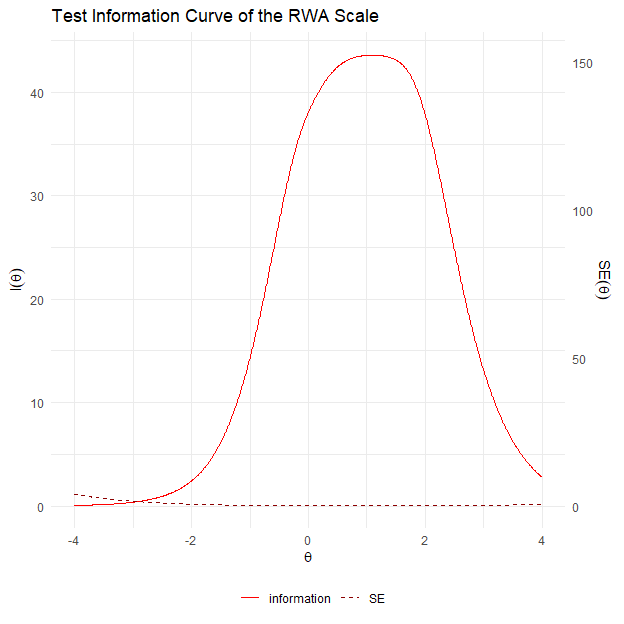 Test Information Curve of the RWA Scale
I(θ)
40
30
20
10
0
150
100
50
0
SE(θ)
-4
-2
0
2
4
θ
information
SE